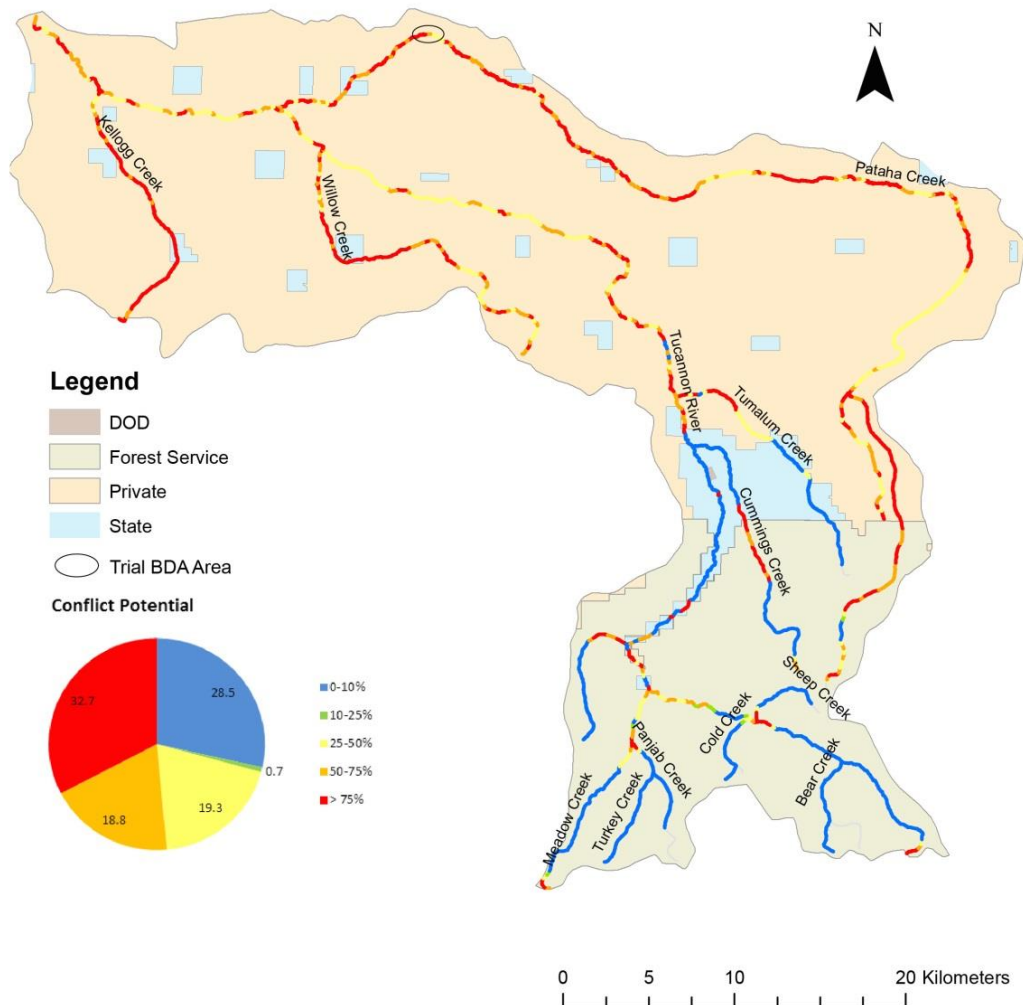 N
Kellogg Creek
Willow Creek
Pataha Creek
Tucannon River
Tumalum Creek
Cummings Creek
Sheep Creek
Cold Creek
Bear Creek
Panjab Creek
Turkey Creek
Meadow Creek
Legend
DOD
Forest Service
Private
State
Trial BDA Area
Conflict Potential
32.7
28.5
0.7
19.3
18.8
0-10%
10-25%
25-50%
50-75%
> 75%
0 5 10 20 Kilometers